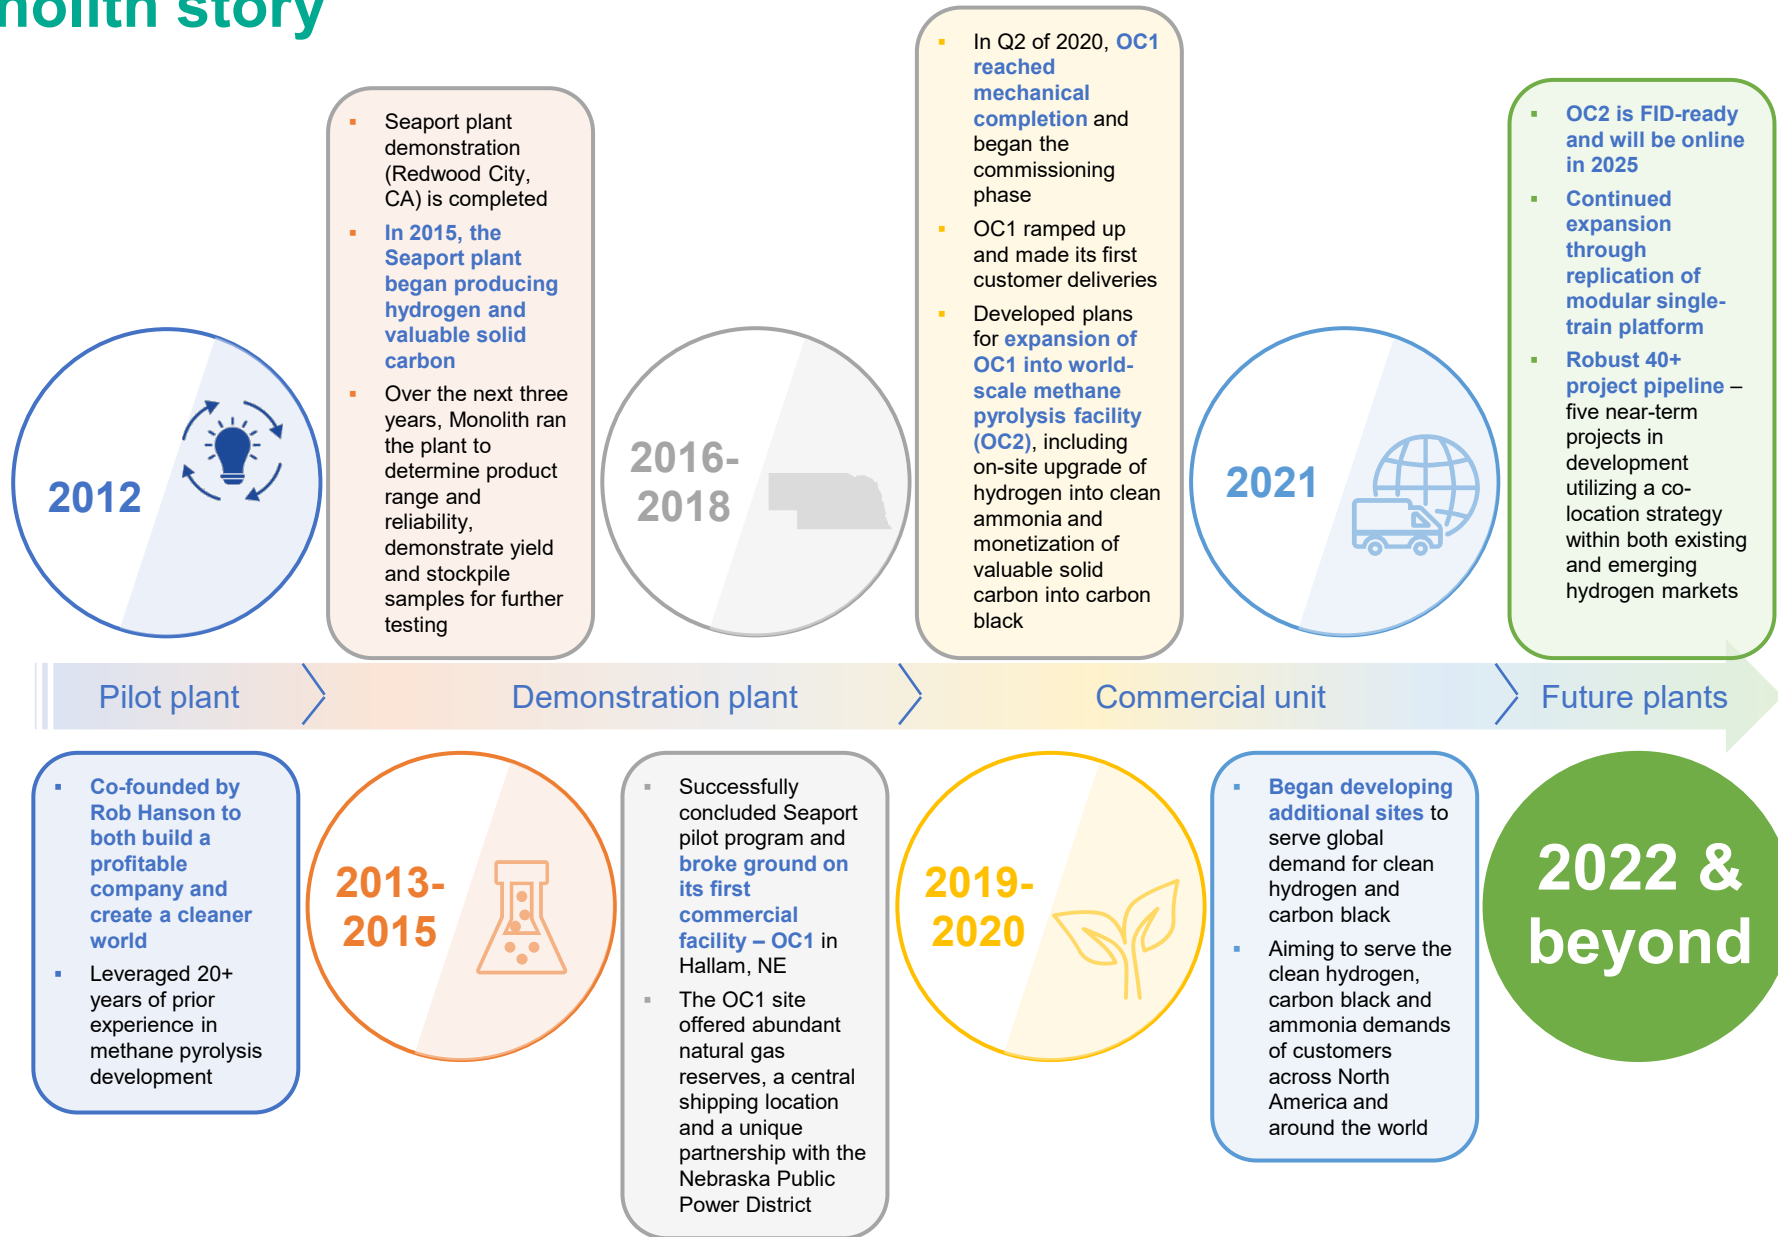 nolith story
2012
▪ Co-founded by
Rob Hanson to
both build a
profitable
company and
create a cleaner
world
▪ Leveraged 20+
years of prior
experience in
methane pyrolysis
development
2013-
2015
▪ Seaport plant
demonstration
(Redwood City,
CA) is completed
▪ In 2015, the
Seaport plant
began producing
hydrogen and
valuable solid
carbon
▪ Over the next three
years, Monolith ran
the plant to
determine product
range and
reliability,
demonstrate yield
and stockpile
samples for further
testing
2016-
2018
▪ Successfully
concluded Seaport
pilot program and
broke ground on
its first
commercial
facility – OC1 in
Hallam, NE
▪ The OC1 site
offered abundant
natural gas
reserves, a central
shipping location
and a unique
partnership with the
Nebraska Public
Power District
2019-
2020
▪ In Q2 of 2020, OC1
reached
mechanical
completion and
began the
commissioning
phase
▪ OC1 ramped up
and made its first
customer deliveries
▪ Developed plans
for expansion of
OC1 into world-
scale methane
pyrolysis facility
(OC2), including
on-site upgrade of
hydrogen into clean
ammonia and
monetization of
valuable solid
carbon into carbon
black
2021
▪ Began developing
additional sites to
serve global
demand for clean
hydrogen and
carbon black
▪ Aiming to serve the
clean hydrogen,
carbon black and
ammonia demands
of customers
across North
America and
around the world
2022 &
beyond
▪ OC2 is FID-ready
and will be online
in 2025
▪ Continued
expansion
through
replication of
modular single-
train platform
▪ Robust 40+
project pipeline –
five near-term
projects in
development
utilizing a co-
location strategy
within both existing
and emerging
hydrogen markets
Pilot plant
Demonstration plant
Commercial unit
Future plants